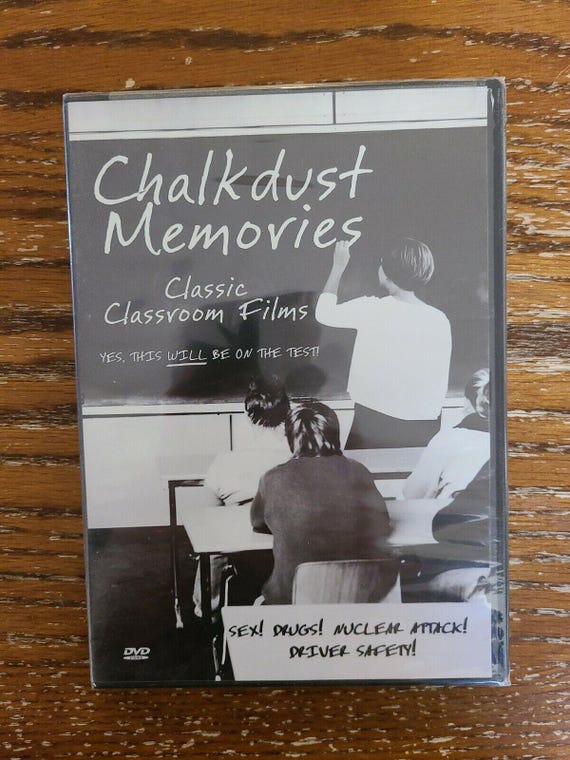 Chalkdust
Memories
Classic
Classroom Films
YES, THIS WILL BE ON THE TEST!
SEX! DRUGS! NUCLEAR ATTACK!
DRIVER SAFETY!
DVD
VIDEO